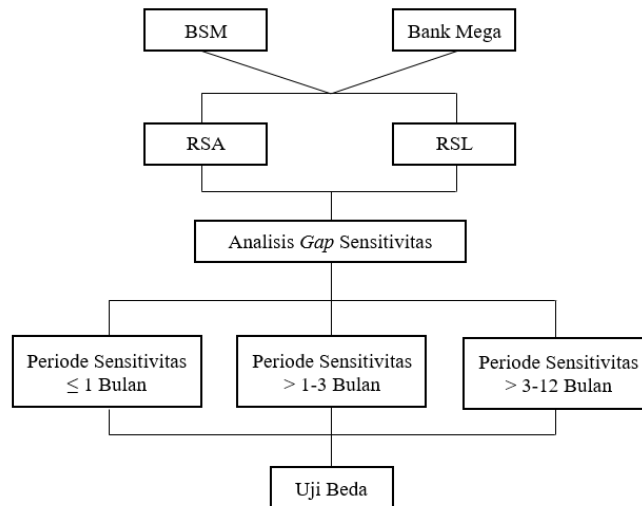 BSM
Bank Mega
RSA
RSL
Analisis Gap Sensitivitas
Periode Sensitivitas
≤ 1 Bulan
Periode Sensitivitas
> 1-3 Bulan
Periode Sensitivitas
> 3-12 Bulan
Uji Beda